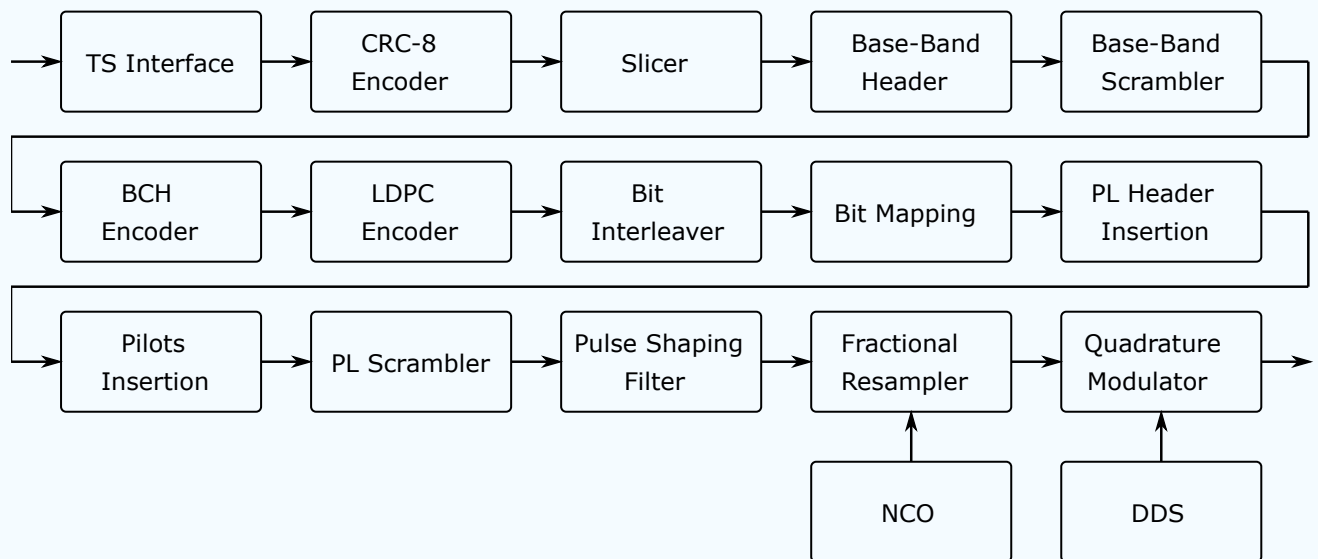 TS Interface
CRC-8
Encoder
Slicer
Base-Band
Header
Base-Band
Scrambler
BCH
Encoder
LDPC
Encoder
Bit
Interleaver
Bit Mapping
PL Header
Insertion
Pilots
Insertion
PL Scrambler
Pulse Shaping
Filter
Fractional
Resampler
Quadrature
Modulator
NCO
DDS